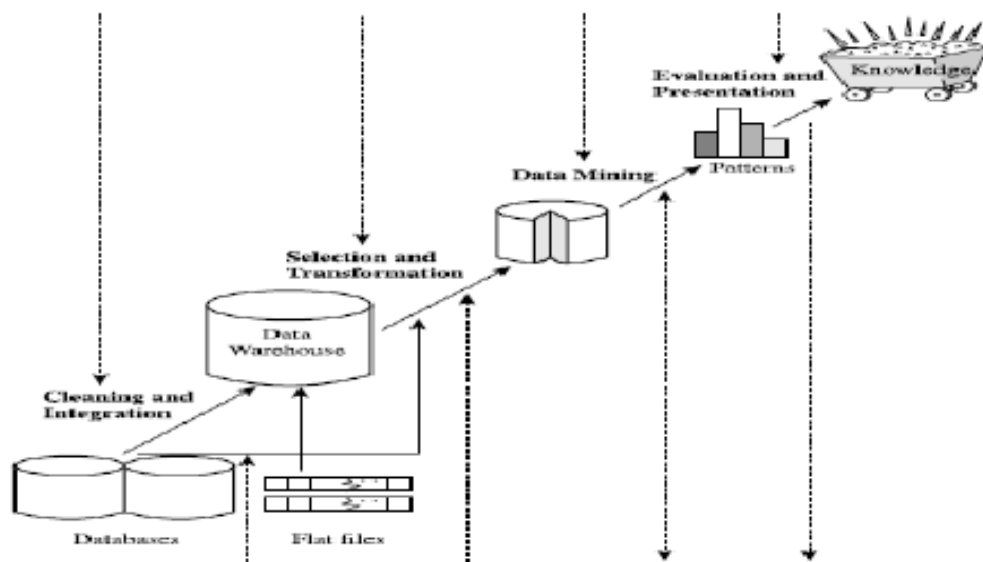 Evaluation and
Presentation
Knowledge
Patterns
Data Mining
Selection and
Transformation
Data
Warehouse
Cleaning and
Integration
Databases
Flat files